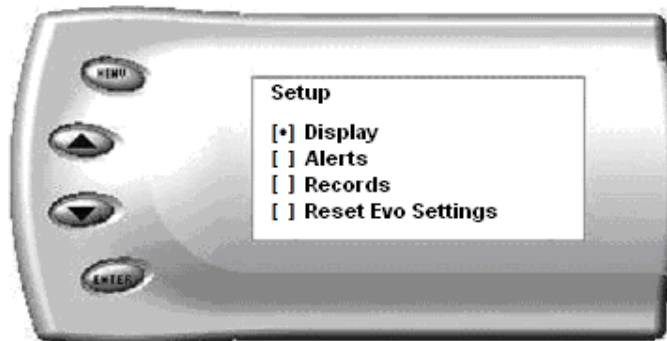 MENU
Setup
[•] Display
[ ] Alerts
[ ] Records
[ ] Reset Evo Settings
ENTER